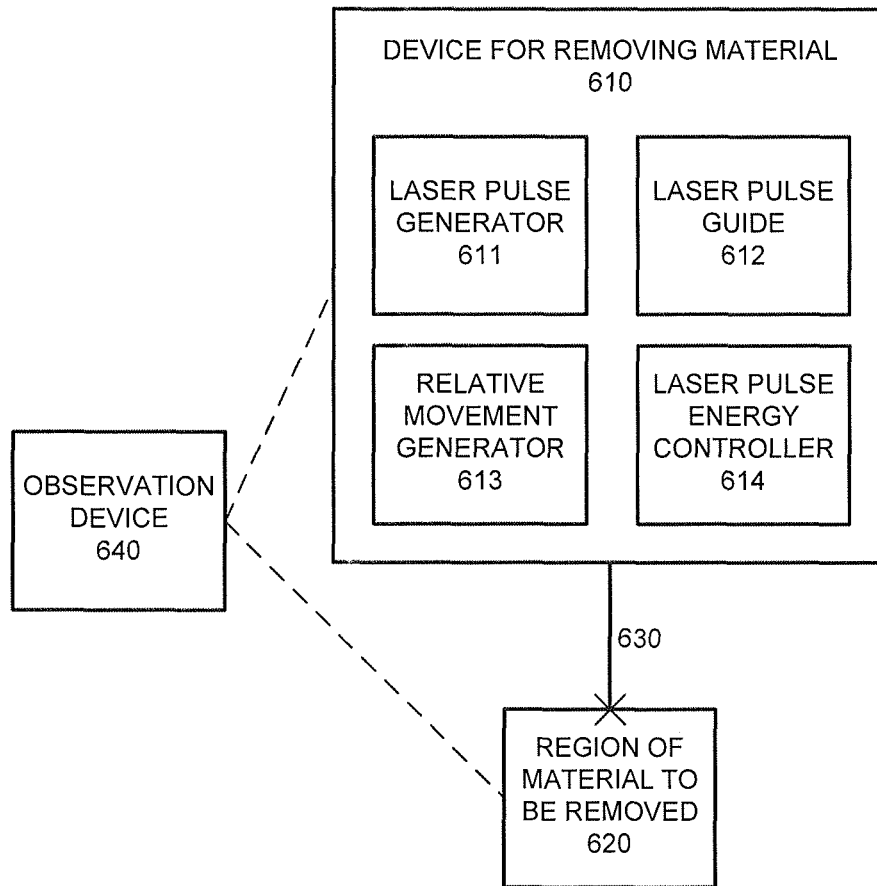 DEVICE FOR REMOVING MATERIAL
610
LASER PULSE
GENERATOR
611
LASER PULSE
GUIDE
612
RELATIVE
MOVEMENT
GENERATOR
613
LASER PULSE
ENERGY
CONTROLLER
614
OBSERVATION
DEVICE
640
630
REGION OF
MATERIAL TO
BE REMOVED
620